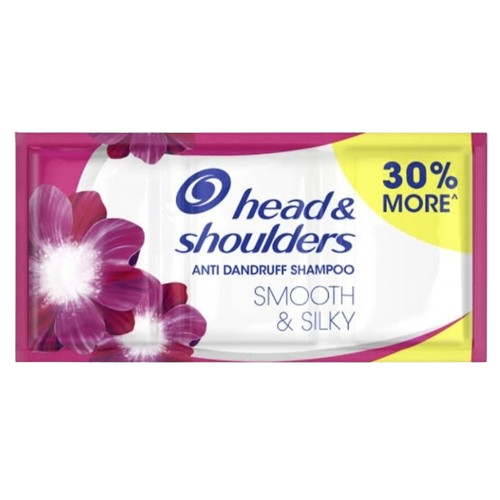 head &
shoulders
ANTI DANDRUFF SHAMPOO
SMOOTH
& SILKY
30%
MORE^